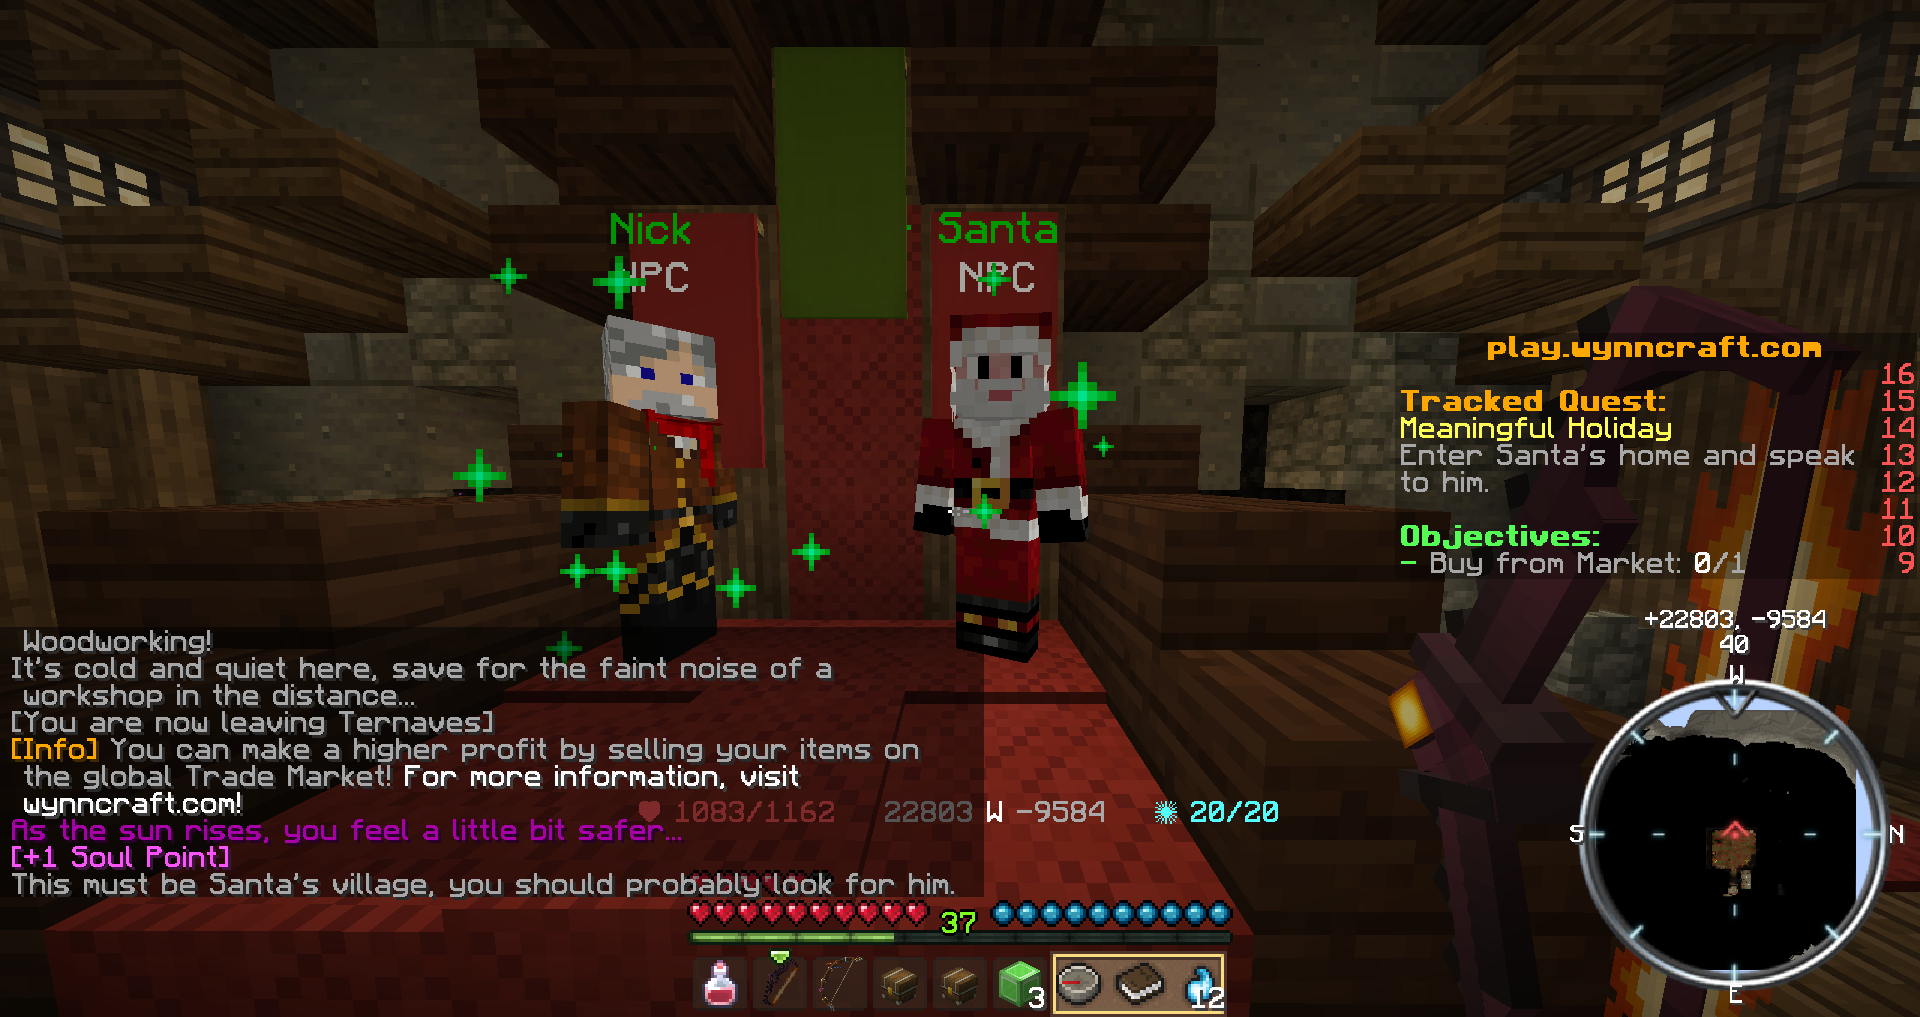 Nick
NPC
Santa
NPC
play.wynncraft.com
16
Tracked Quest: 15
Meaningful Holiday 14
Enter Santa's home and speak 13
to him. 12
11
Objectives: 10
- Buy from Market: 0/1 9
+22803, -9584
40
W
S
N
E
Woodworking!
It's cold and quiet here, save for the faint noise of a
workshop in the distance...
[You are now leaving Ternaves]
[Info] You can make a higher profit by selling your items on
the global Trade Market! For more information, visit
wynncraft.com!
As the sun rises, you feel a little bit safer...
[+1 Soul Point]
This must be Santa's village, you should probably look for him.
1083/1162 22803 W -9584 20/20
37
3
12